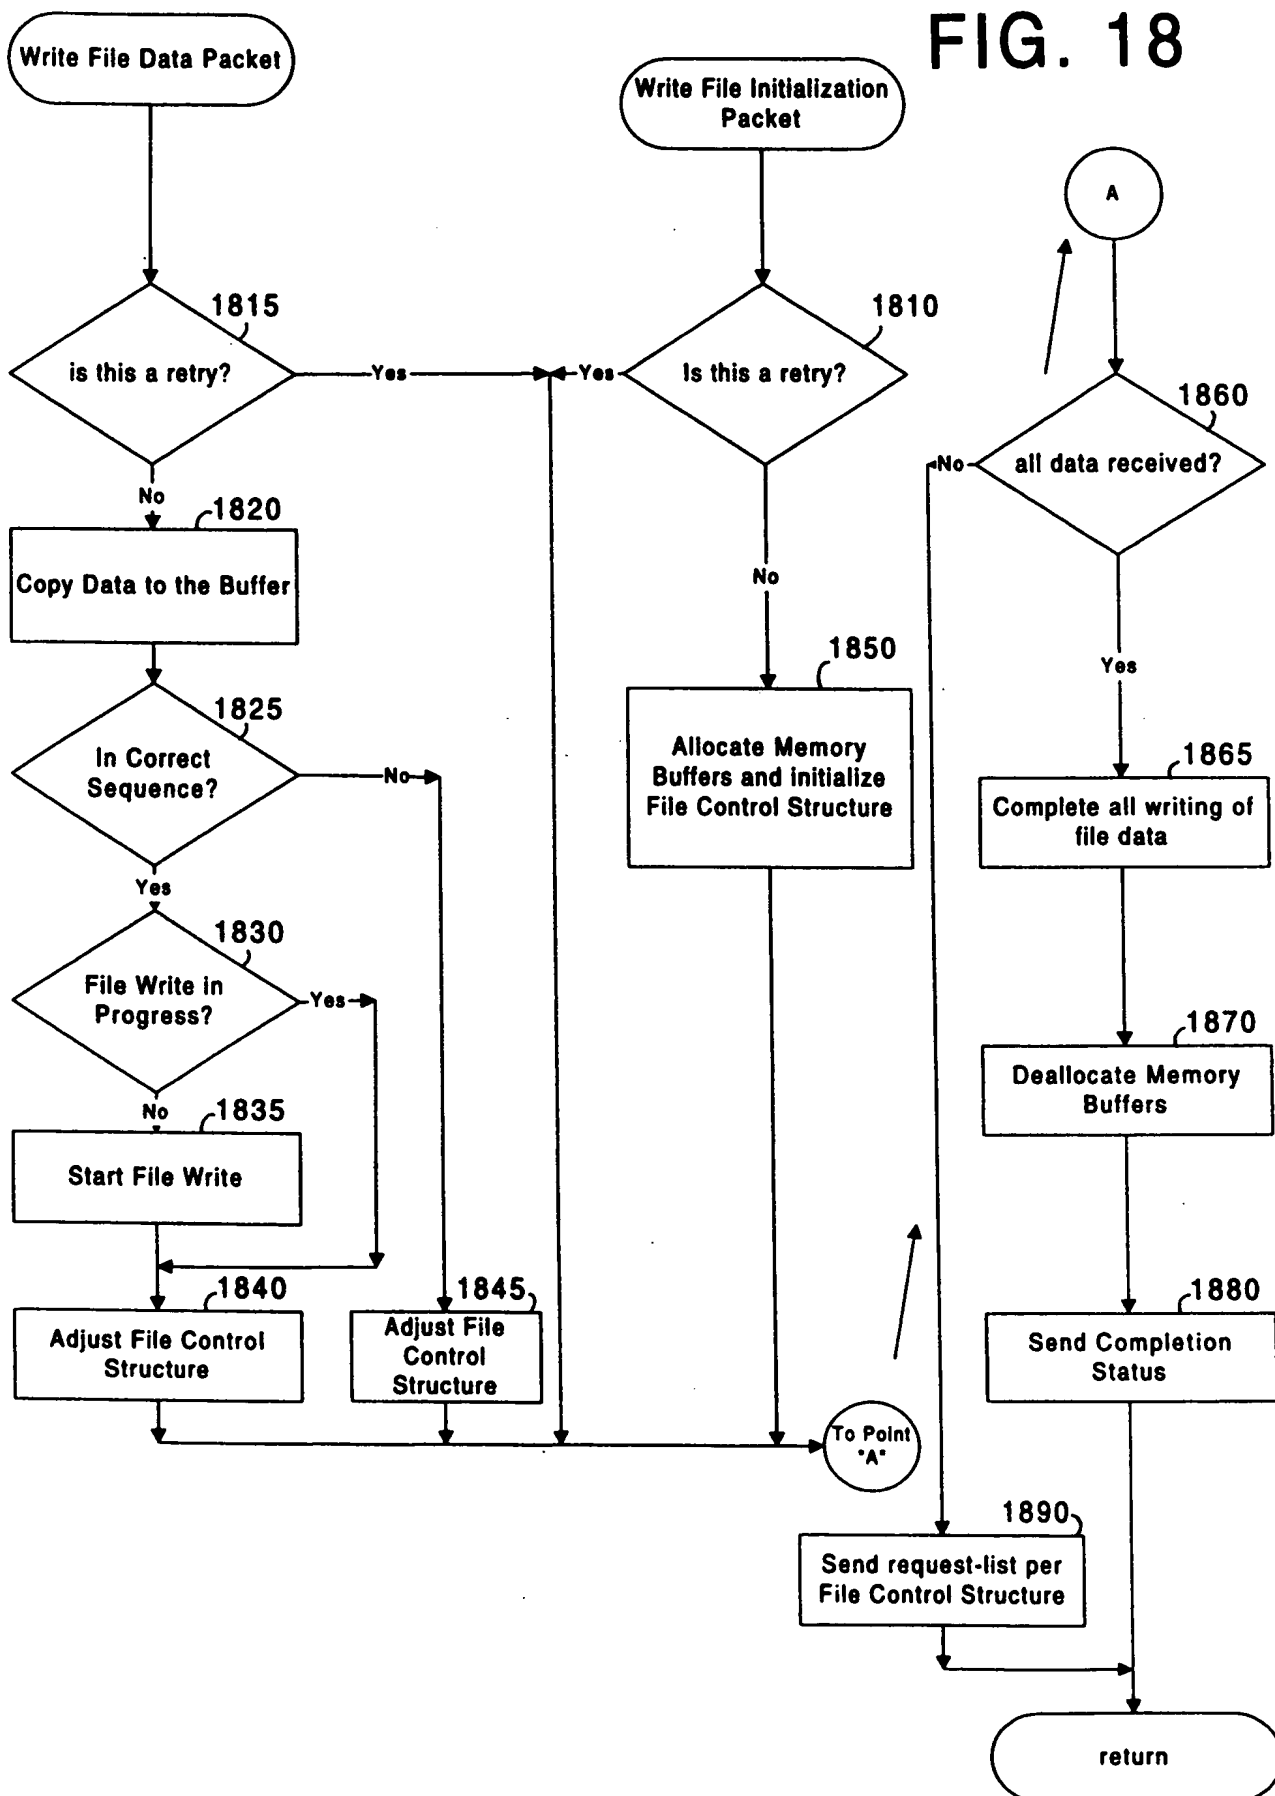 FIG. 18
Write File Data Packet
1815
is this a retry?
Yes
No
1820
Copy Data to the Buffer
1825
In Correct
Sequence?
No
Yes
1830
File Write in
Progress?
Yes
No
1835
Start File Write
1840
Adjust File Control
Structure
1845
Adjust File
Control
Structure
Write File Initialization
Packet
1810
Is this a retry?
Yes
No
1850
Allocate Memory
Buffers and initialize
File Control Structure
To Point
"A"
A
1860
all data received?
No
Yes
1865
Complete all writing of
file data
1870
Deallocate Memory
Buffers
1880
Send Completion
Status
1890
Send request-list per
File Control Structure
return